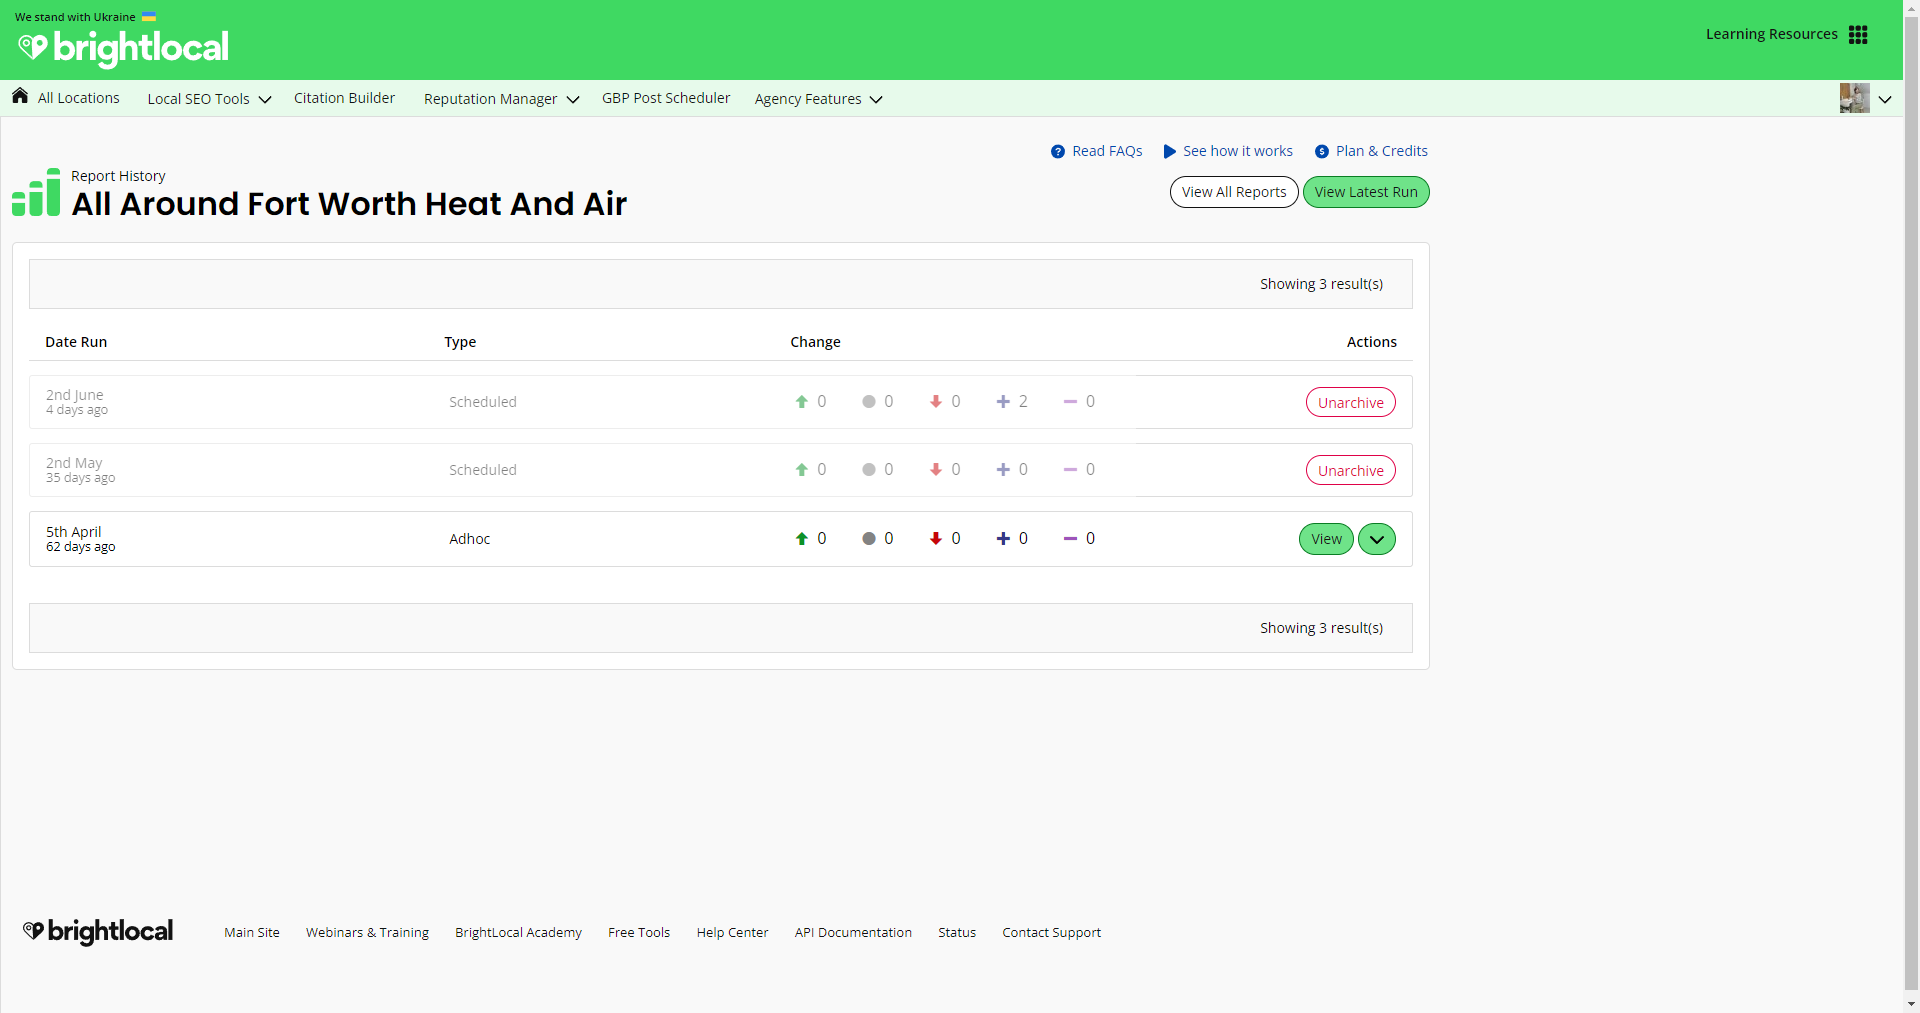 We stand with Ukraine
brightlocal
Learning Resources
All Locations
Local SEO Tools
Citation Builder
Reputation Manager
GBP Post Scheduler
Agency Features
Read FAQs
See how it works
Plan & Credits
Report History
All Around Fort Worth Heat And Air
View All Reports
View Latest Run
Showing 3 result(s)
Date Run
Type
Change
Actions
2nd June
4 days ago
Scheduled
0
0
0
2
0
Unarchive
2nd May
35 days ago
Scheduled
0
0
0
0
0
Unarchive
5th April
62 days ago
Adhoc
0
0
0
0
0
View
Showing 3 result(s)
brightlocal
Main Site
Webinars & Training
BrightLocal Academy
Free Tools
Help Center
API Documentation
Status
Contact Support